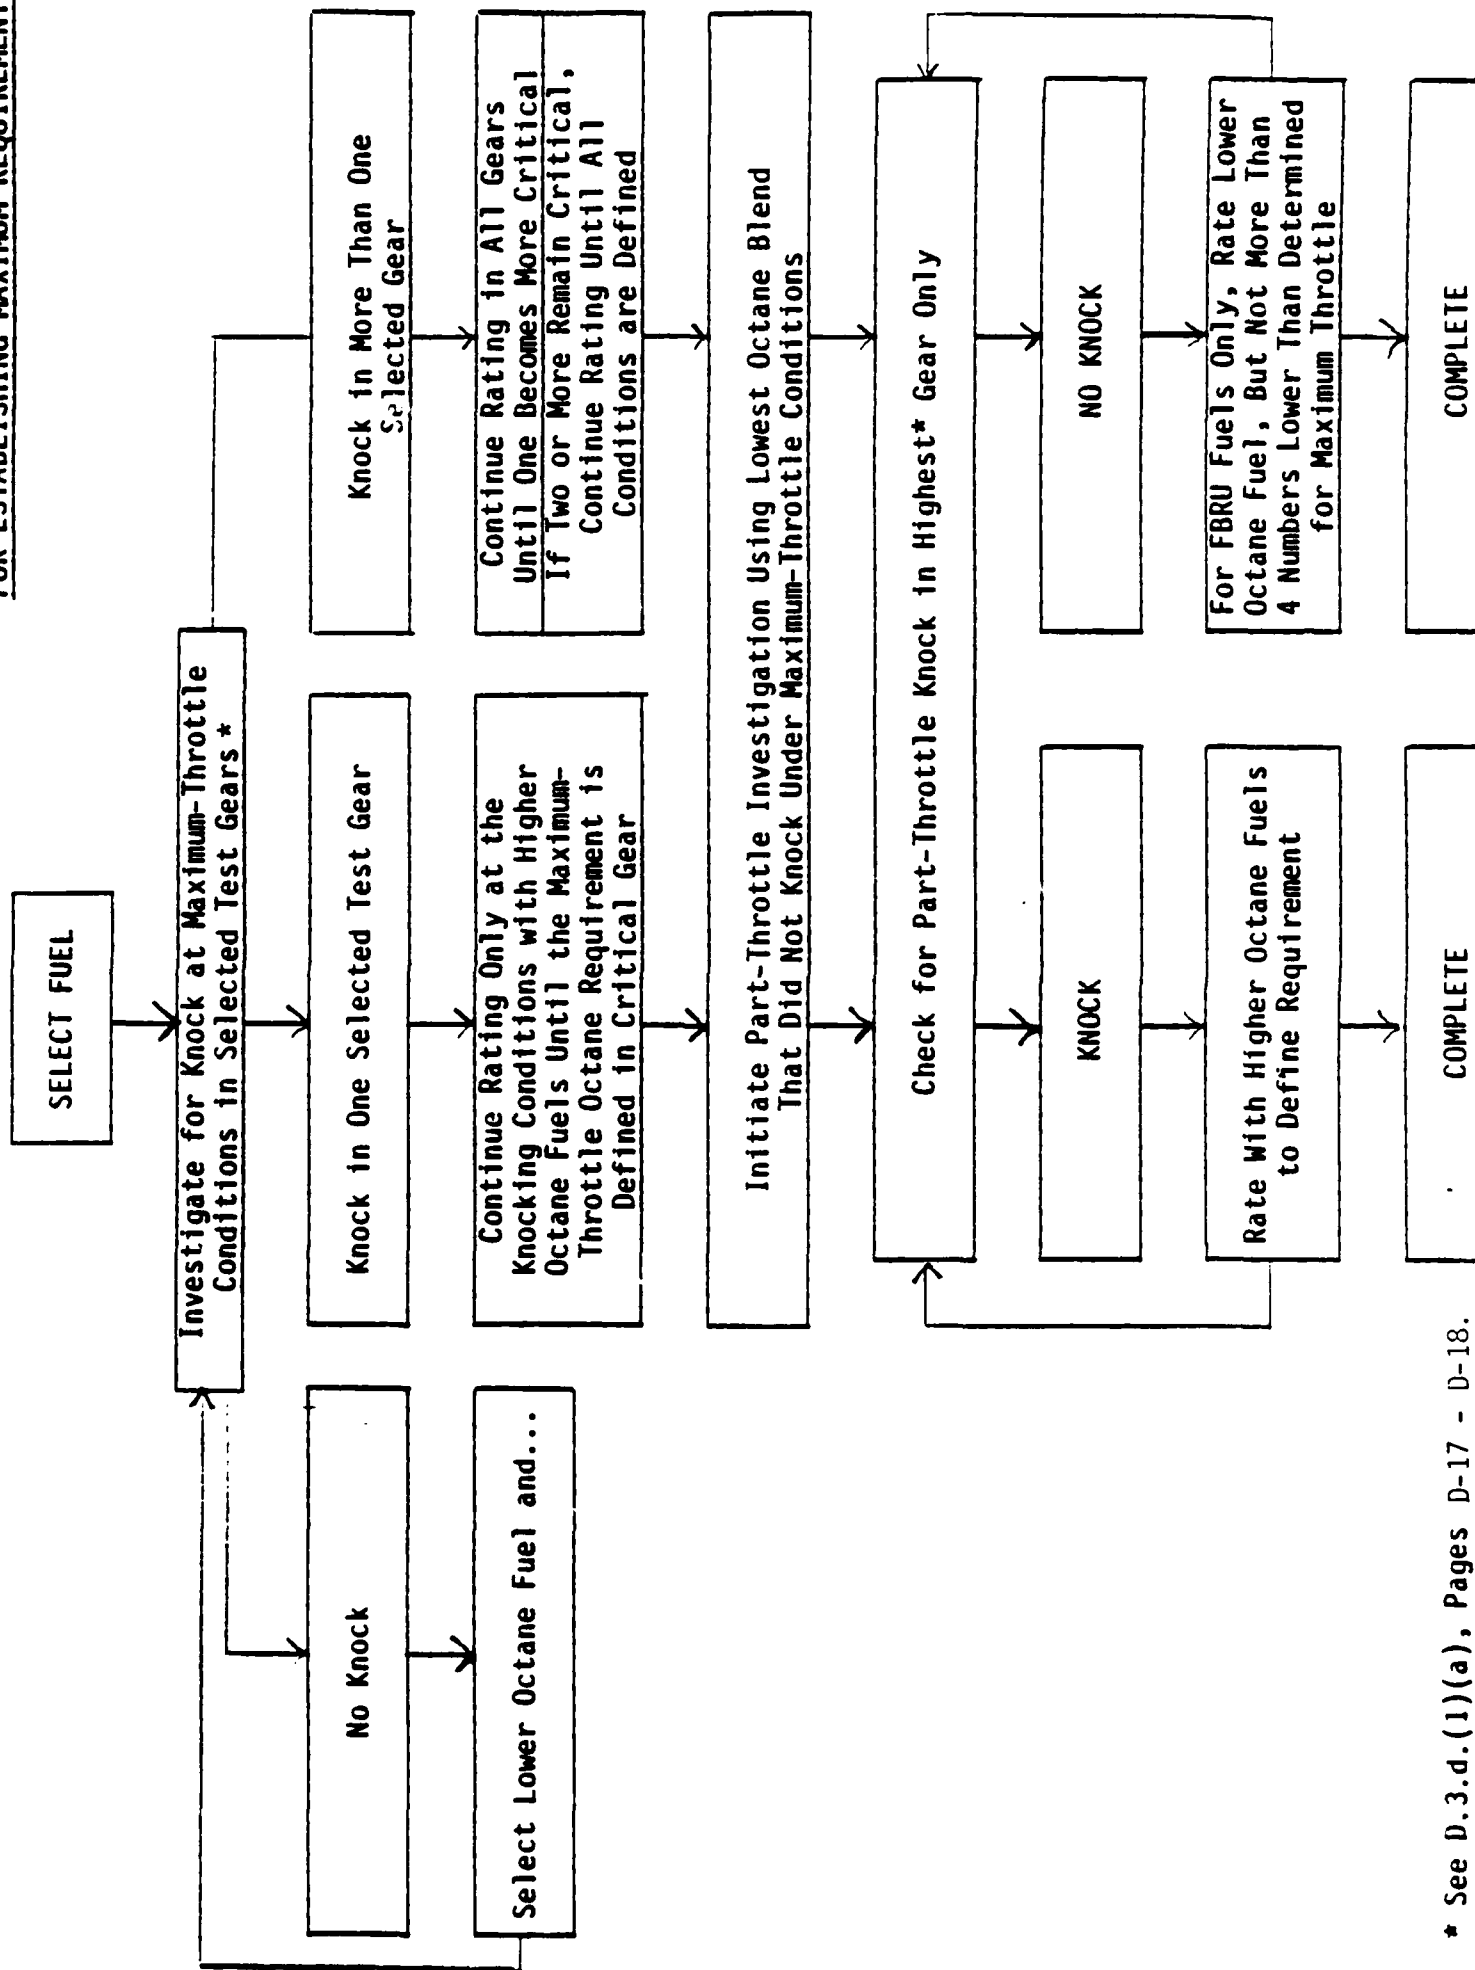 FOR ESTABLISHING MAXIMUM REQUIREMENT
SELECT FUEL
Investigate for Knock at Maximum-Throttle
Conditions in Selected Test Gears*
No Knock
Select Lower Octane Fuel and...
Knock in One Selected Test Gear
Continue Rating Only at the
Knocking Conditions with Higher
Octane Fuels Until the Maximum-
Throttle Octane Requirement is
Defined in Critical Gear
Knock in More Than One
Selected Gear
Continue Rating in All Gears
Until One Becomes More Critical
If Two or More Remain Critical,
Continue Rating Until All
Conditions are Defined
Initiate Part-Throttle Investigation Using Lowest Octane Blend
That Did Not Knock Under Maximum-Throttle Conditions
Check for Part-Throttle Knock in Highest* Gear Only
KNOCK
Rate With Higher Octane Fuels
to Define Requirement
COMPLETE
NO KNOCK
For FBRU Fuels Only, Rate Lower
Octane Fuel, But Not More Than
4 Numbers Lower Than Determined
for Maximum Throttle
COMPLETE
* See D.3.d.(1)(a), Pages D-17 - D-18.